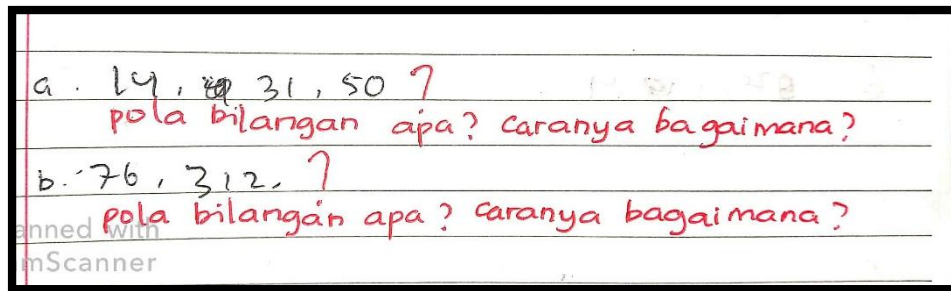 a. 14, 31, 50 ?
pola bilangan apa? caranya bagaimana?
b. 76, 312, ?
pola bilangan apa? caranya bagaimana?
anned with
mScanner